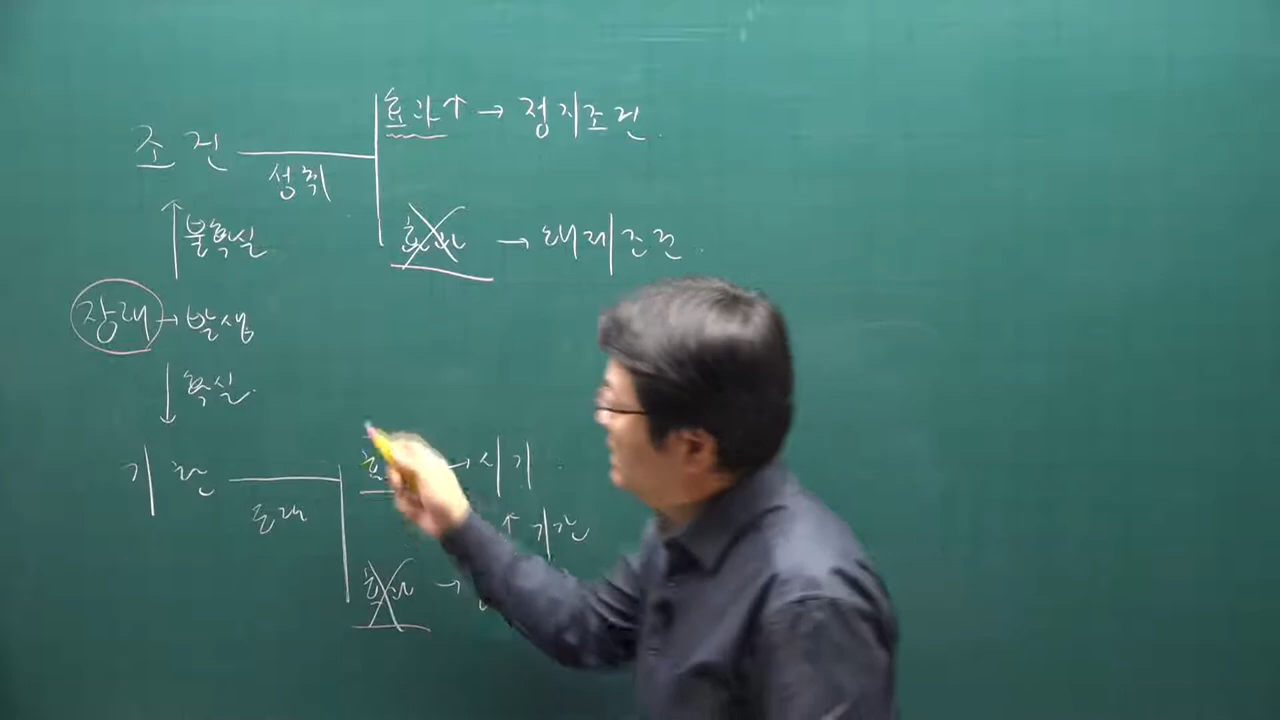 조건 성취 효과↑ → 정지조건
불확실 효과 → 해제조건
장래 → 발생
확실
기한 도래 → 시기
↑ 기간
효과 →